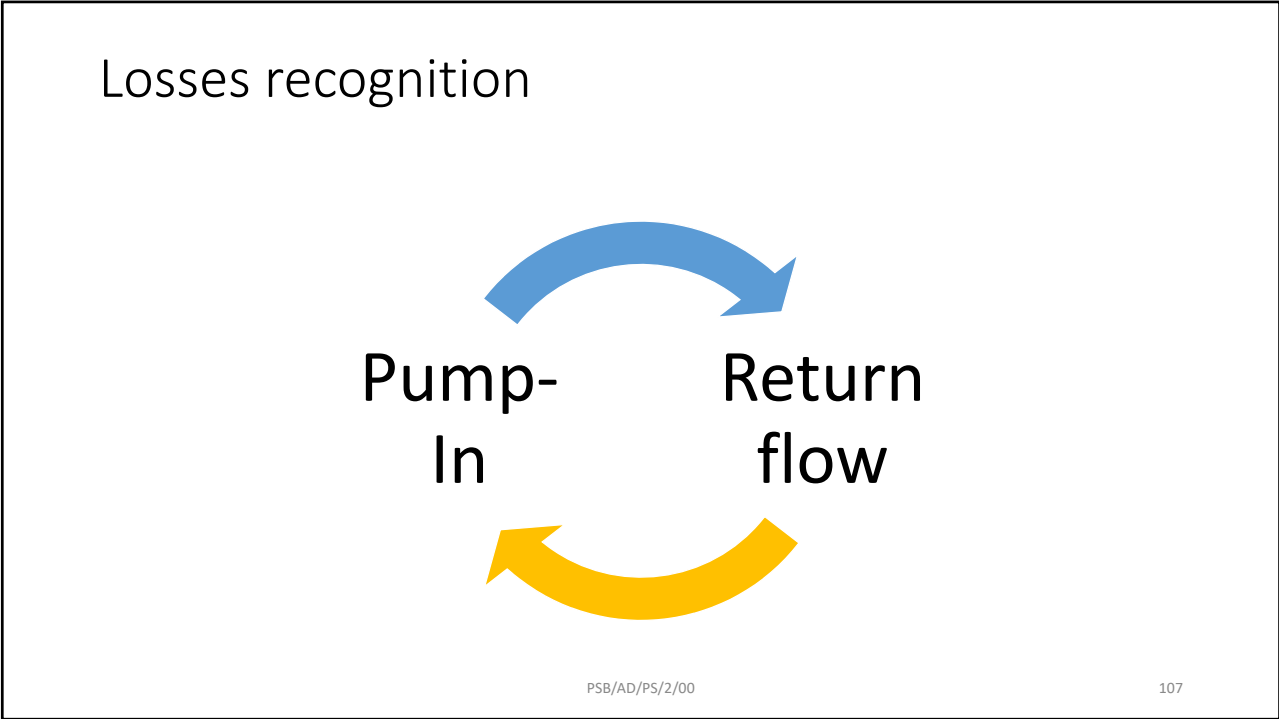 Losses recognition
Pump-
In
Return
flow
PSB/AD/PS/2/00
107